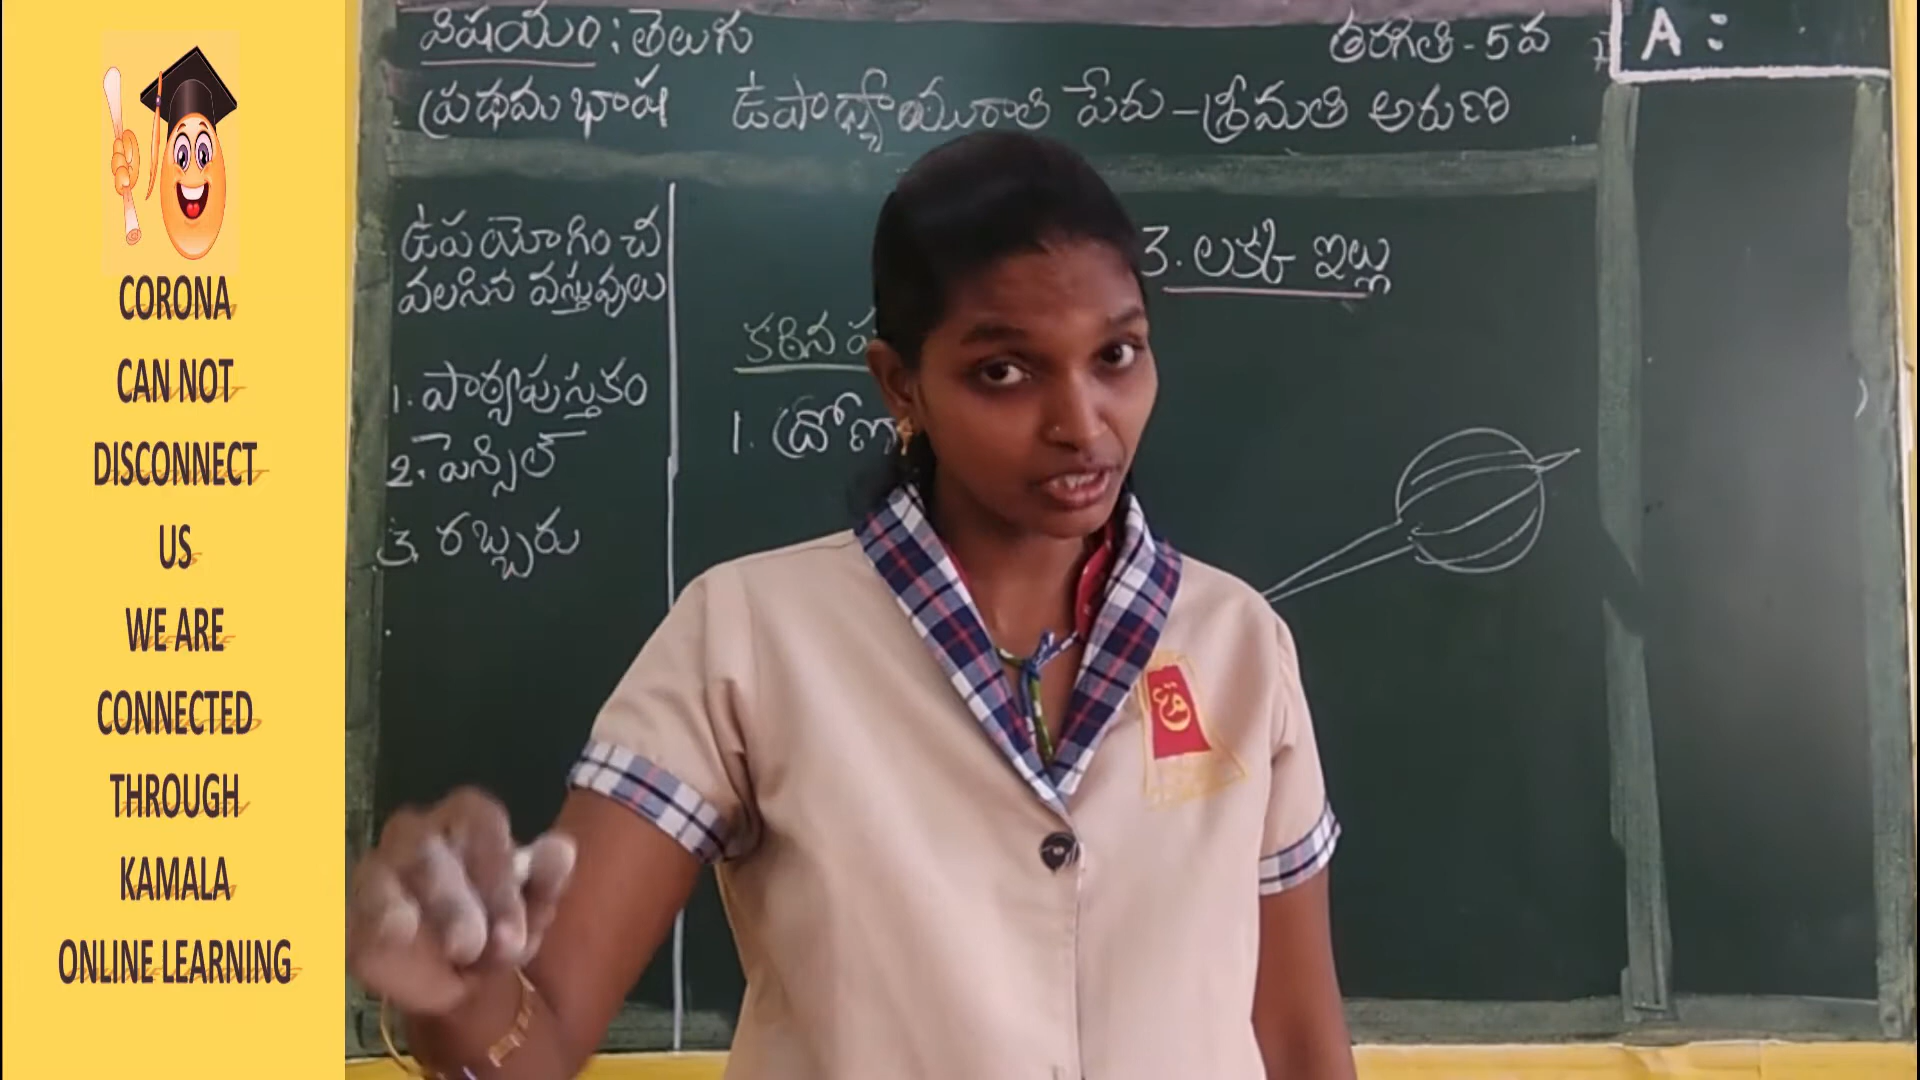 CORONA
CAN NOT
DISCONNECT
US
WE ARE
CONNECTED
THROUGH
KAMALA
ONLINE LEARNING
విషయం : తెలుగు
తరగతి - 5వ
A :
ప్రథమ భాష ఉపాధ్యాయురాలి పేరు - శ్రీమతి అరుణ
ఉపయోగించి
వలసిన వస్తువులు
1. పాఠ్యపుస్తకం
2. పెన్సిల్
3. రబ్బరు
3. లక్క ఇల్లు
కఠిన
1.